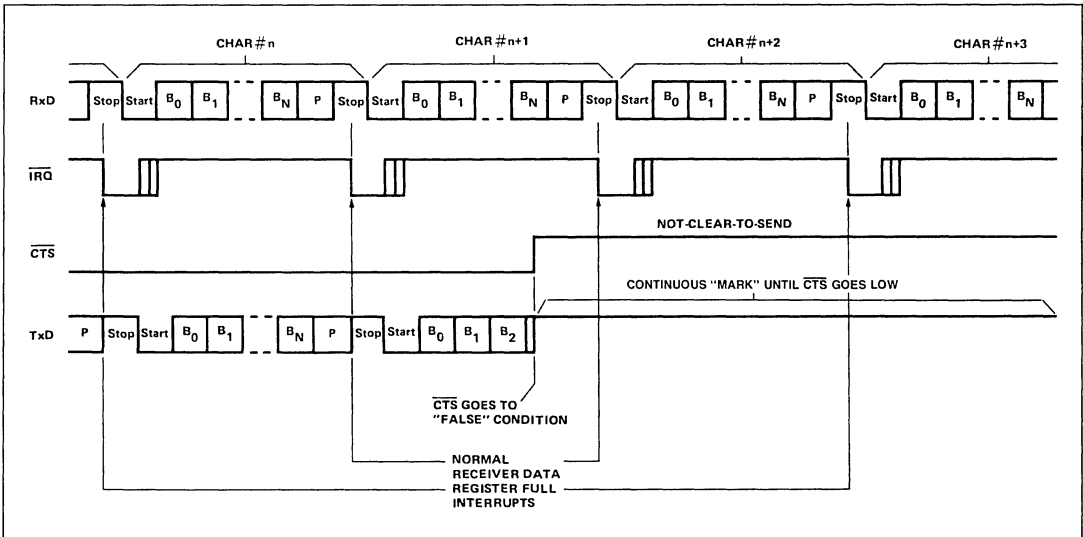 CHAR#n CHAR#n+1 CHAR#n+2 CHAR#n+3
RxD Stop Start B0 B1 BN P Stop Start B0 B1 BN P Stop Start B0 B1 BN P Stop Start B0 B1 BN
IRQ
NOT-CLEAR-TO-SEND
CTS
CONTINUOUS "MARK" UNTIL CTS GOES LOW
TxD P Stop Start B0 B1 BN P Stop Start B0 B1 B2
CTS GOES TO
"FALSE" CONDITION
NORMAL
RECEIVER DATA
REGISTER FULL
INTERRUPTS